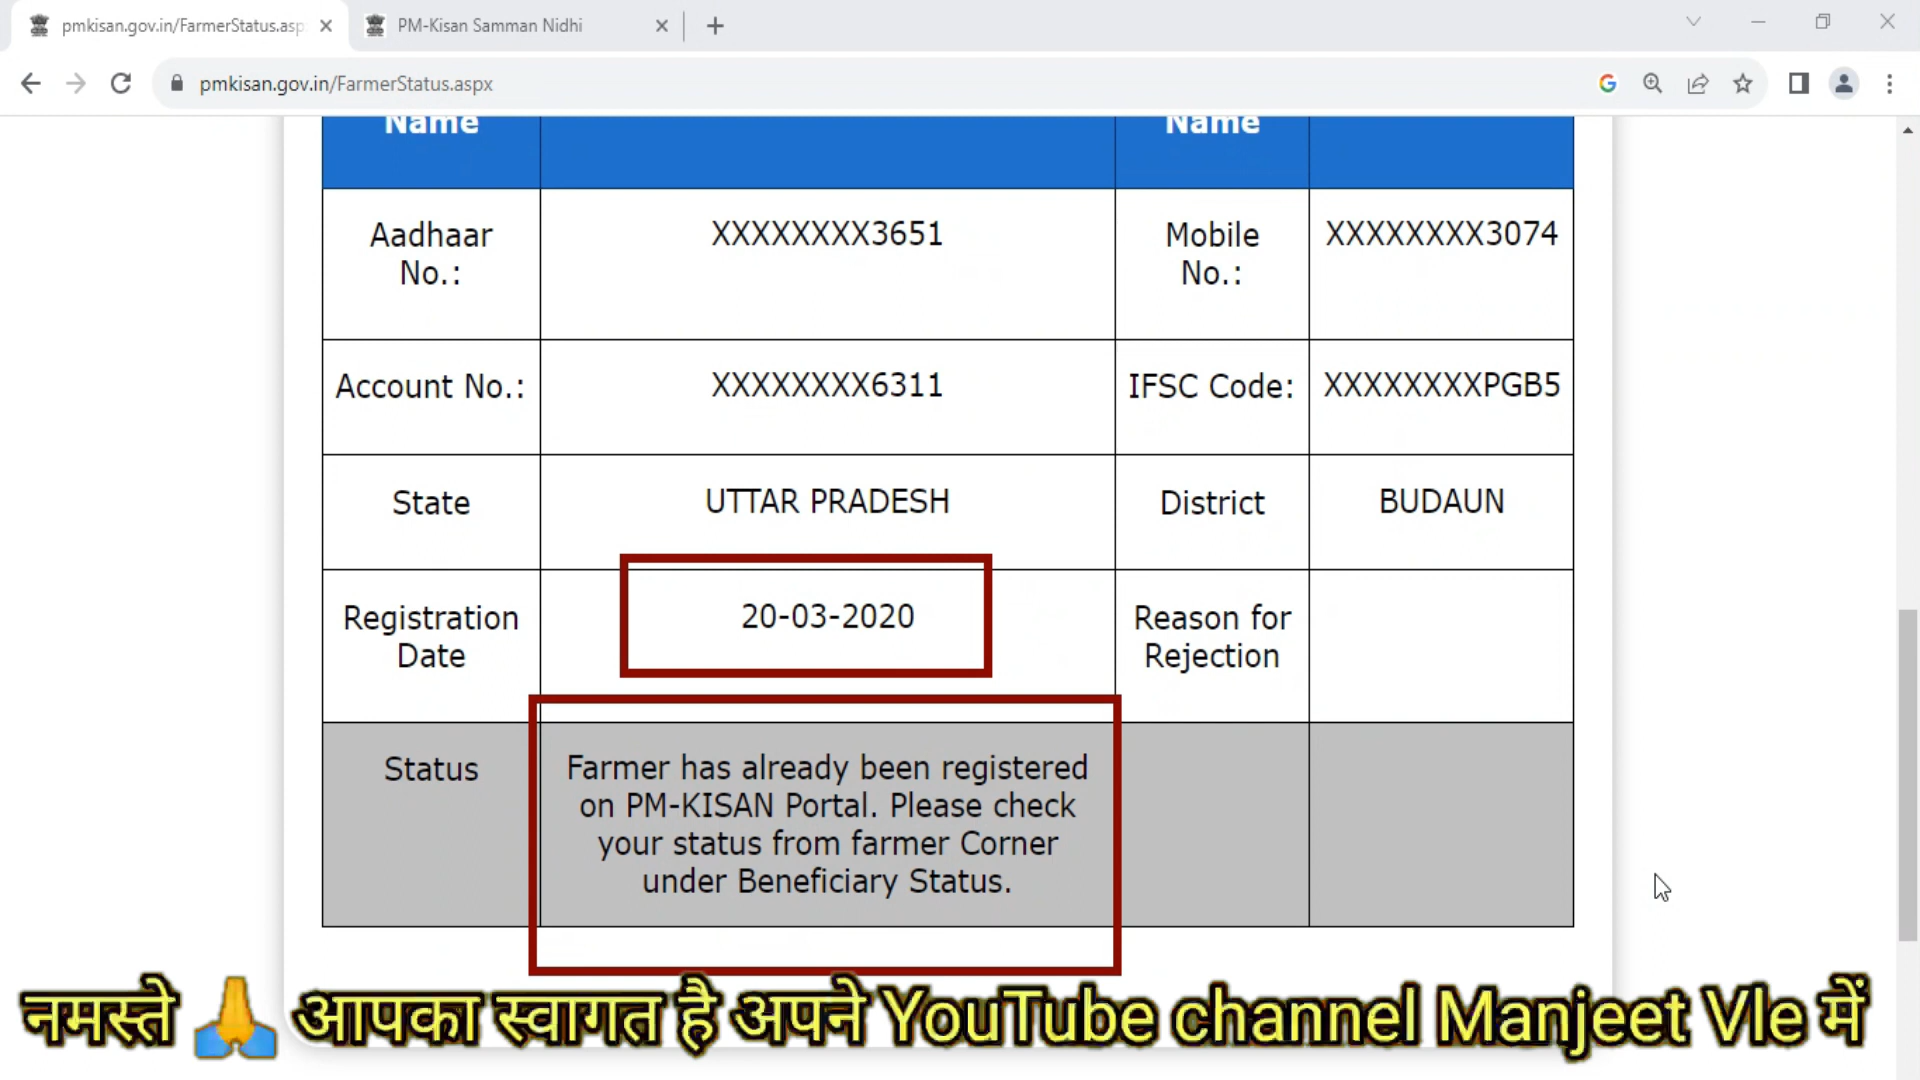 pmkisan.gov.in/FarmerStatus.asp
PM-Kisan Samman Nidhi
pmkisan.gov.in/FarmerStatus.aspx
Name Name
Aadhaar No.: XXXXXXXX3651 Mobile No.: XXXXXXXX3074
Account No.: XXXXXXXX6311 IFSC Code: XXXXXXXXPGB5
State UTTAR PRADESH District BUDAUN
Registration Date 20-03-2020 Reason for Rejection
Status
Farmer has already been registered
on PM-KISAN Portal. Please check
your status from farmer Corner
under Beneficiary Status.
नमस्ते 🙏 आपका स्वागत है अपने YouTube channel Manjeet Vle में